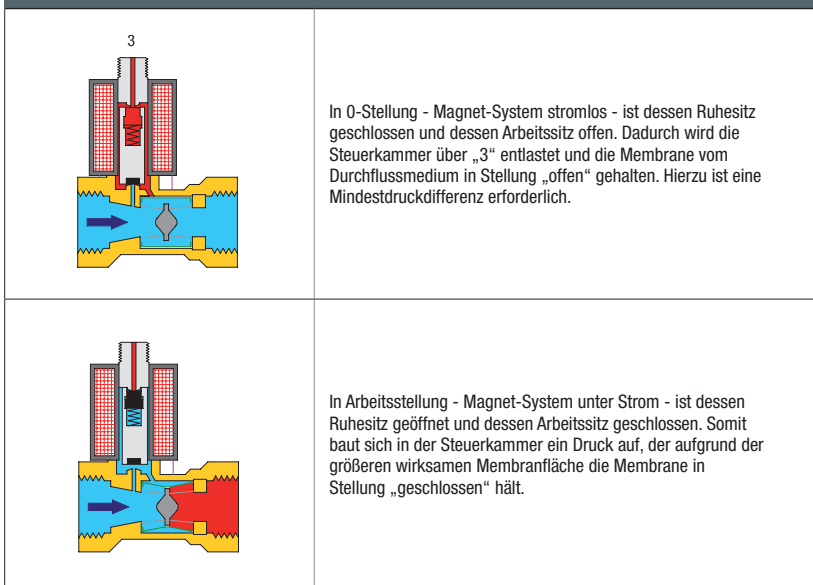 3
In 0-Stellung - Magnet-System stromlos - ist dessen Ruhesitz
geschlossen und dessen Arbeitssitz offen. Dadurch wird die
Steuerkammer über „3“ entlastet und die Membrane vom
Durchflussmedium in Stellung „offen“ gehalten. Hierzu ist eine
Mindestdruckdifferenz erforderlich.
In Arbeitsstellung - Magnet-System unter Strom - ist dessen
Ruhesitz geöffnet und dessen Arbeitssitz geschlossen. Somit
baut sich in der Steuerkammer ein Druck auf, der aufgrund der
größeren wirksamen Membranfläche die Membrane in
Stellung „geschlossen“ hält.